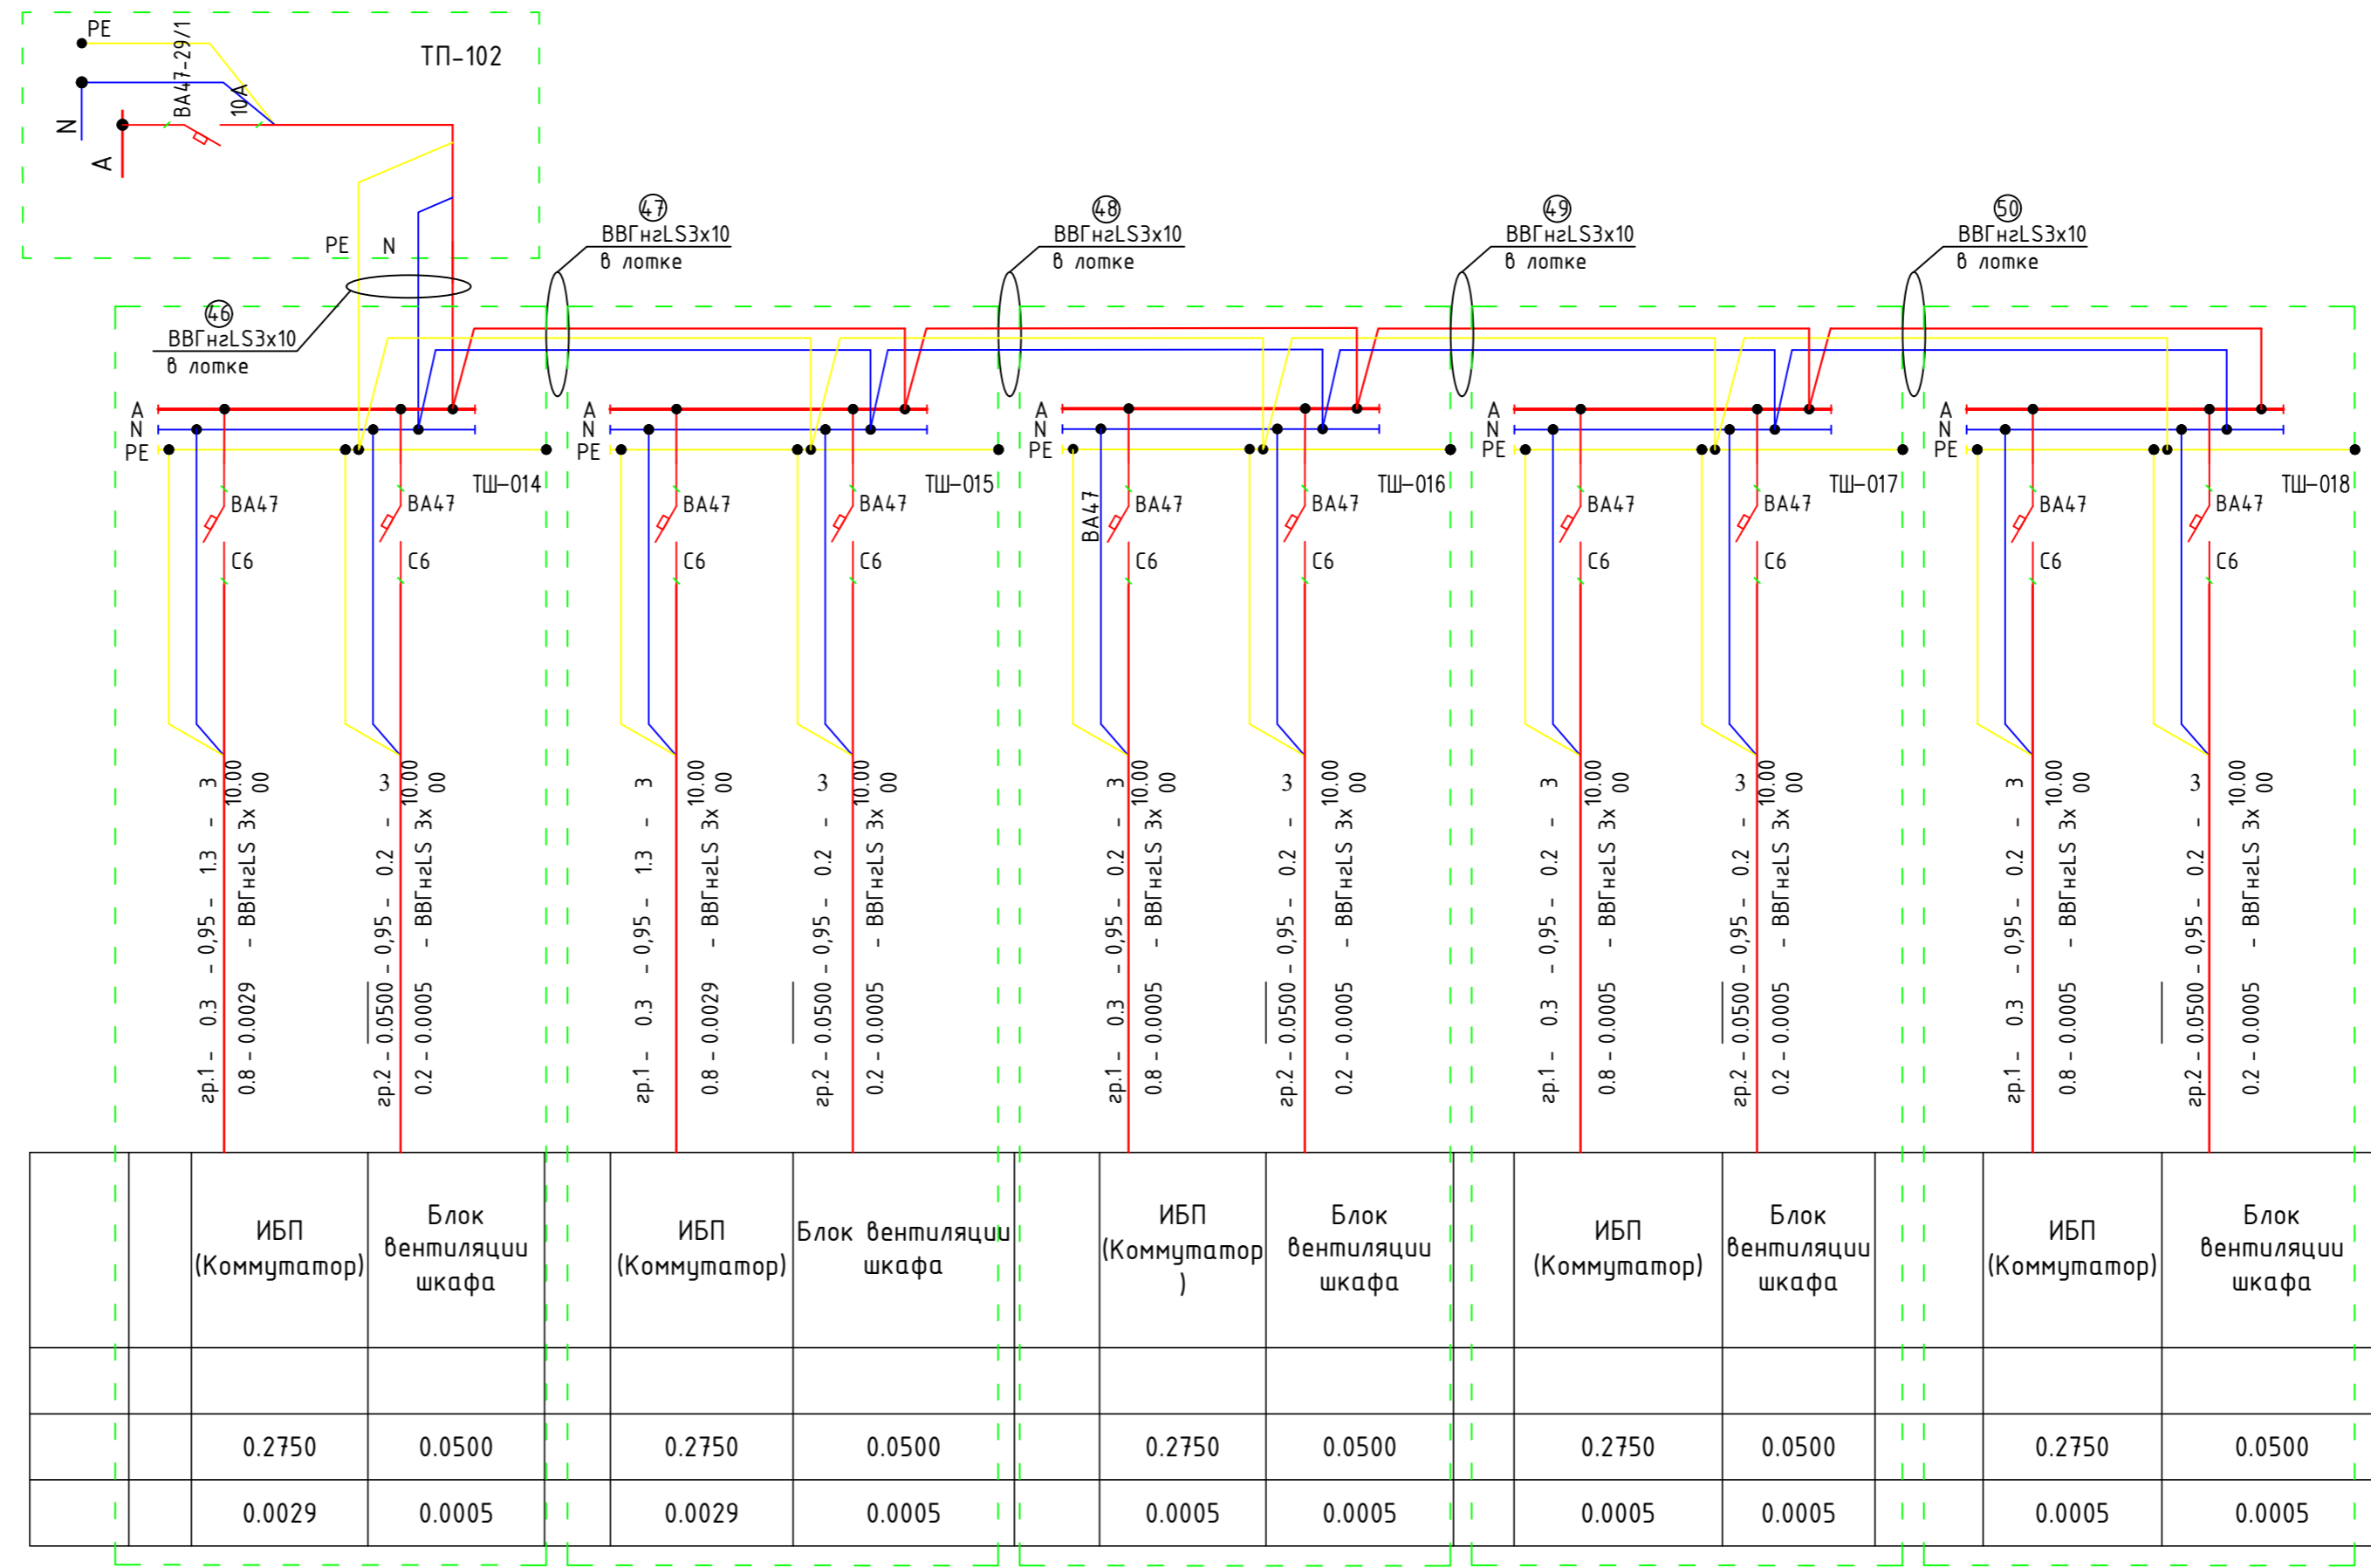 PE
ВА47-29/1
10А
ТП-102
N
A
PE N
46
ВВГнгLS3х10
в лотке
47
ВВГнгLS3х10
в лотке
48
ВВГнгLS3х10
в лотке
49
ВВГнгLS3х10
в лотке
50
ВВГнгLS3х10
в лотке
A
N
PE
ТШ-014
ВА47
С6
ВА47
С6
A
N
PE
ТШ-015
ВА47
С6
ВА47
С6
A
N
PE
ТШ-016
ВА47
ВА47
С6
ВА47
С6
A
N
PE
ТШ-017
ВА47
С6
ВА47
С6
A
N
PE
ТШ-018
ВА47
С6
ВА47
С6
гр.1 - 0.3 - 0,95 - 1.3 - 3
0.8 - 0.0029 - ВВГнгLS 3х 10.00
00
гр.2 - 0.0500 - 0,95 - 0.2 - 3
0.2 - 0.0005 - ВВГнгLS 3х 10.00
00
гр.1 - 0.3 - 0,95 - 1.3 - 3
0.8 - 0.0029 - ВВГнгLS 3х 10.00
00
гр.2 - 0.0500 - 0,95 - 0.2 - 3
0.2 - 0.0005 - ВВГнгLS 3х 10.00
00
гр.1 - 0.3 - 0,95 - 0.2 - 3
0.8 - 0.0005 - ВВГнгLS 3х 10.00
00
гр.2 - 0.0500 - 0,95 - 0.2 - 3
0.2 - 0.0005 - ВВГнгLS 3х 10.00
00
гр.1 - 0.3 - 0,95 - 0.2 - 3
0.8 - 0.0005 - ВВГнгLS 3х 10.00
00
гр.2 - 0.0500 - 0,95 - 0.2 - 3
0.2 - 0.0005 - ВВГнгLS 3х 10.00
00
гр.1 - 0.3 - 0,95 - 0.2 - 3
0.8 - 0.0005 - ВВГнгLS 3х 10.00
00
гр.2 - 0.0500 - 0,95 - 0.2 - 3
0.2 - 0.0005 - ВВГнгLS 3х 10.00
00
ИБП
(Коммутатор)
Блок
вентиляции
шкафа
ИБП
(Коммутатор)
Блок вентиляции
шкафа
ИБП
(Коммутатор
)
Блок
вентиляции
шкафа
ИБП
(Коммутатор)
Блок
вентиляции
шкафа
ИБП
(Коммутатор)
Блок
вентиляции
шкафа
0.2750 0.0500 0.2750 0.0500 0.2750 0.0500 0.2750 0.0500 0.2750 0.0500
0.0029 0.0005 0.0029 0.0005 0.0005 0.0005 0.0005 0.0005 0.0005 0.0005